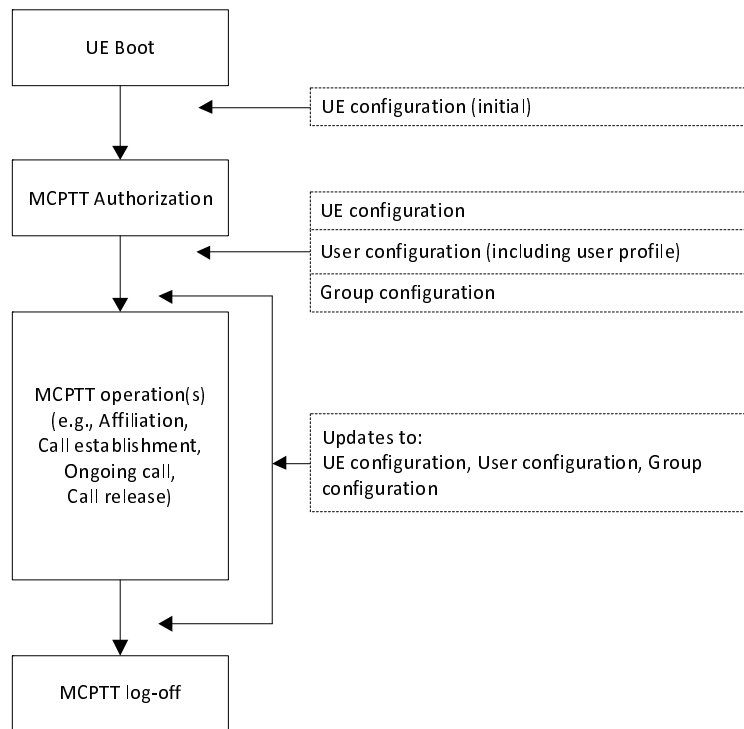 UE Boot
UE configuration (initial)
MCPTT Authorization
UE configuration
User configuration (including user profile)
Group configuration
MCPTT operation(s)
(e.g., Affiliation,
Call establishment,
Ongoing call,
Call release)
Updates to:
UE configuration, User configuration, Group
configuration
MCPTT log-off